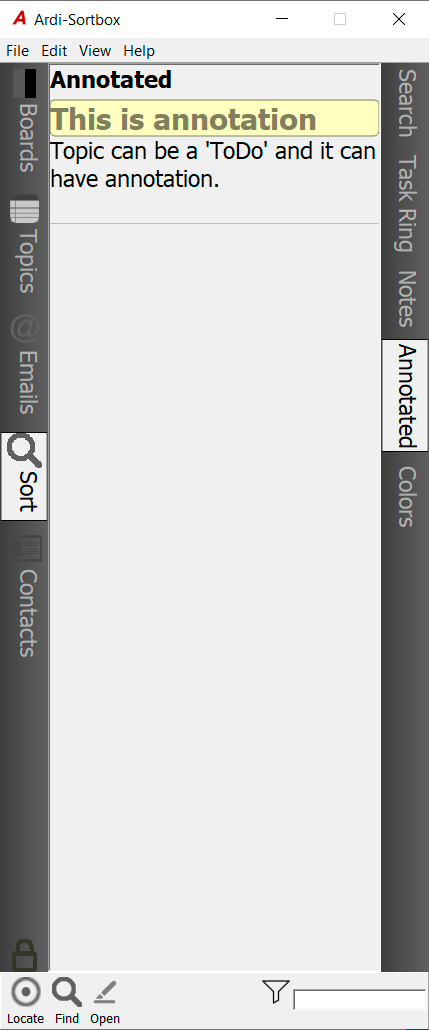 Ardi-Sortbox
File Edit View Help
Boards
Topics
@
Emails
Sort
Contacts
Annotated
This is annotation
Topic can be a 'ToDo' and it can
have annotation.
Search
Task Ring
Notes
Annotated
Colors
Locate Find Open